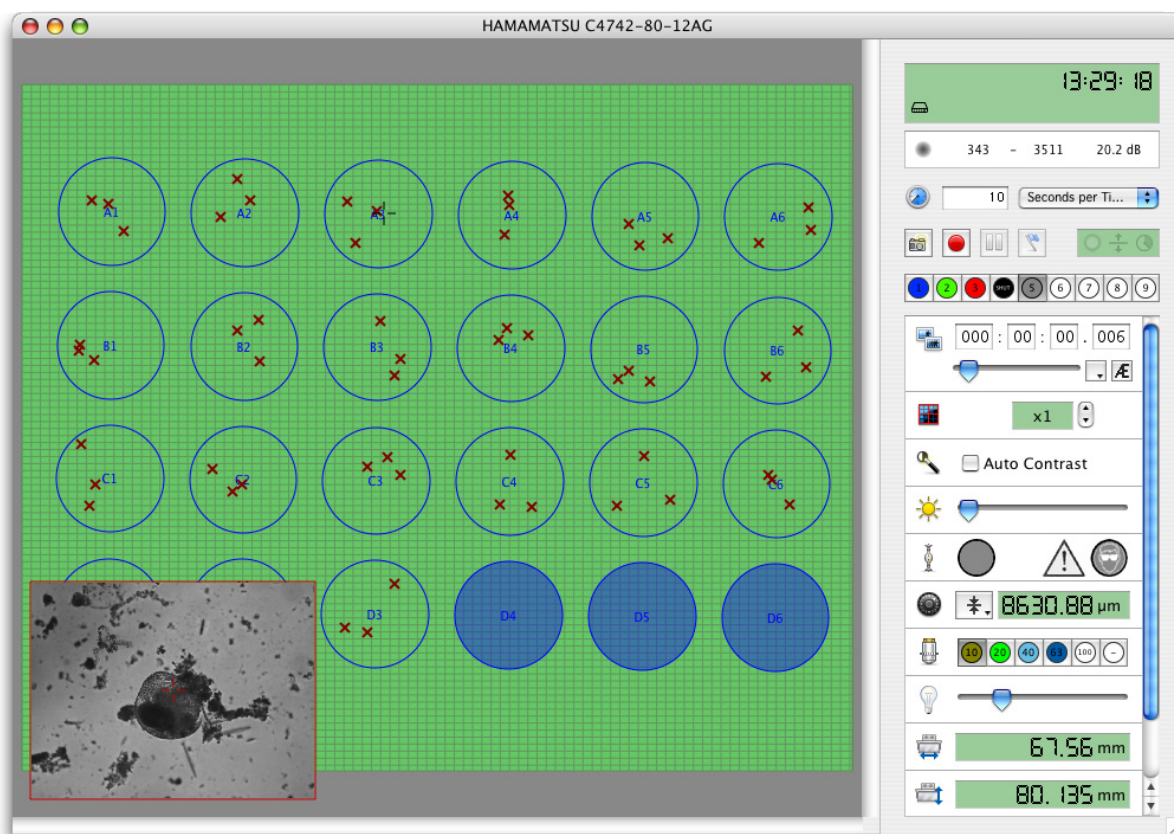 HAMAMATSU C4742-80-12AG
13:29:18
343 - 3511 20.2 dB
10 Seconds per Ti...
1 2 3 SHUT 5 6 7 8 9
000 : 00 : 00 . 006
Æ
x1
Auto Contrast
8630.88 µm
10 20 40 63 100 -
67.56 mm
80.135 mm
A1 A2 A3 A4 A5 A6
B1 B2 B3 B4 B5 B6
C1 C2 C3 C4 C5 C6
D3 D4 D5 D6